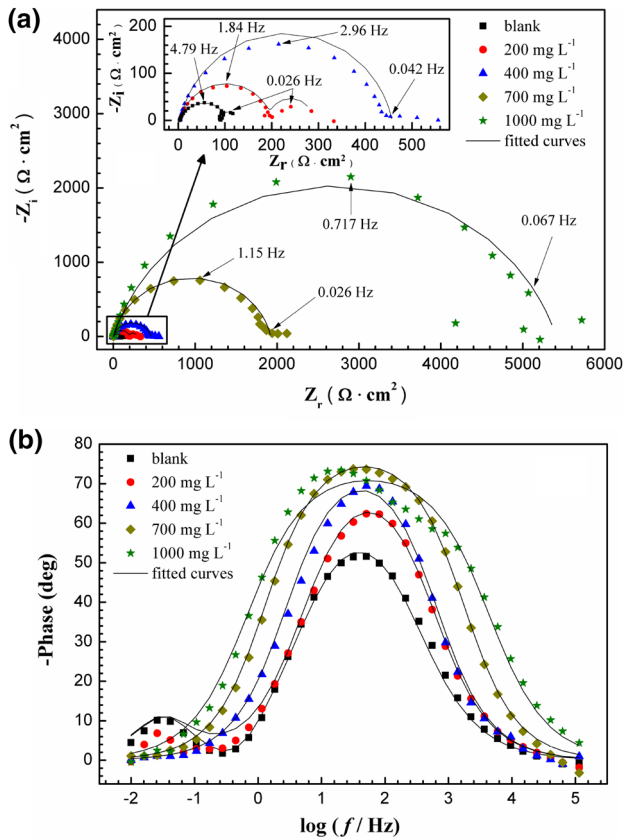 (a)
4000
3000
2000
1000
0
-Zi ( Ω · cm2)
0 1000 2000 3000 4000 5000 6000
Zr ( Ω · cm2)
200
100
0
-Zi( Ω · cm2)
0 100 200 300 400 500
Zr( Ω · cm2)
4.79 Hz
1.84 Hz
2.96 Hz
0.026 Hz
0.042 Hz
blank
200 mg L-1
400 mg L-1
700 mg L-1
1000 mg L-1
fitted curves
0.717 Hz
0.067 Hz
1.15 Hz
0.026 Hz
(b)
80
70
60
50
40
30
20
10
0
-Phase (deg)
blank
200 mg L-1
400 mg L-1
700 mg L-1
1000 mg L-1
fitted curves
-2 -1 0 1 2 3 4 5
log (f / Hz)